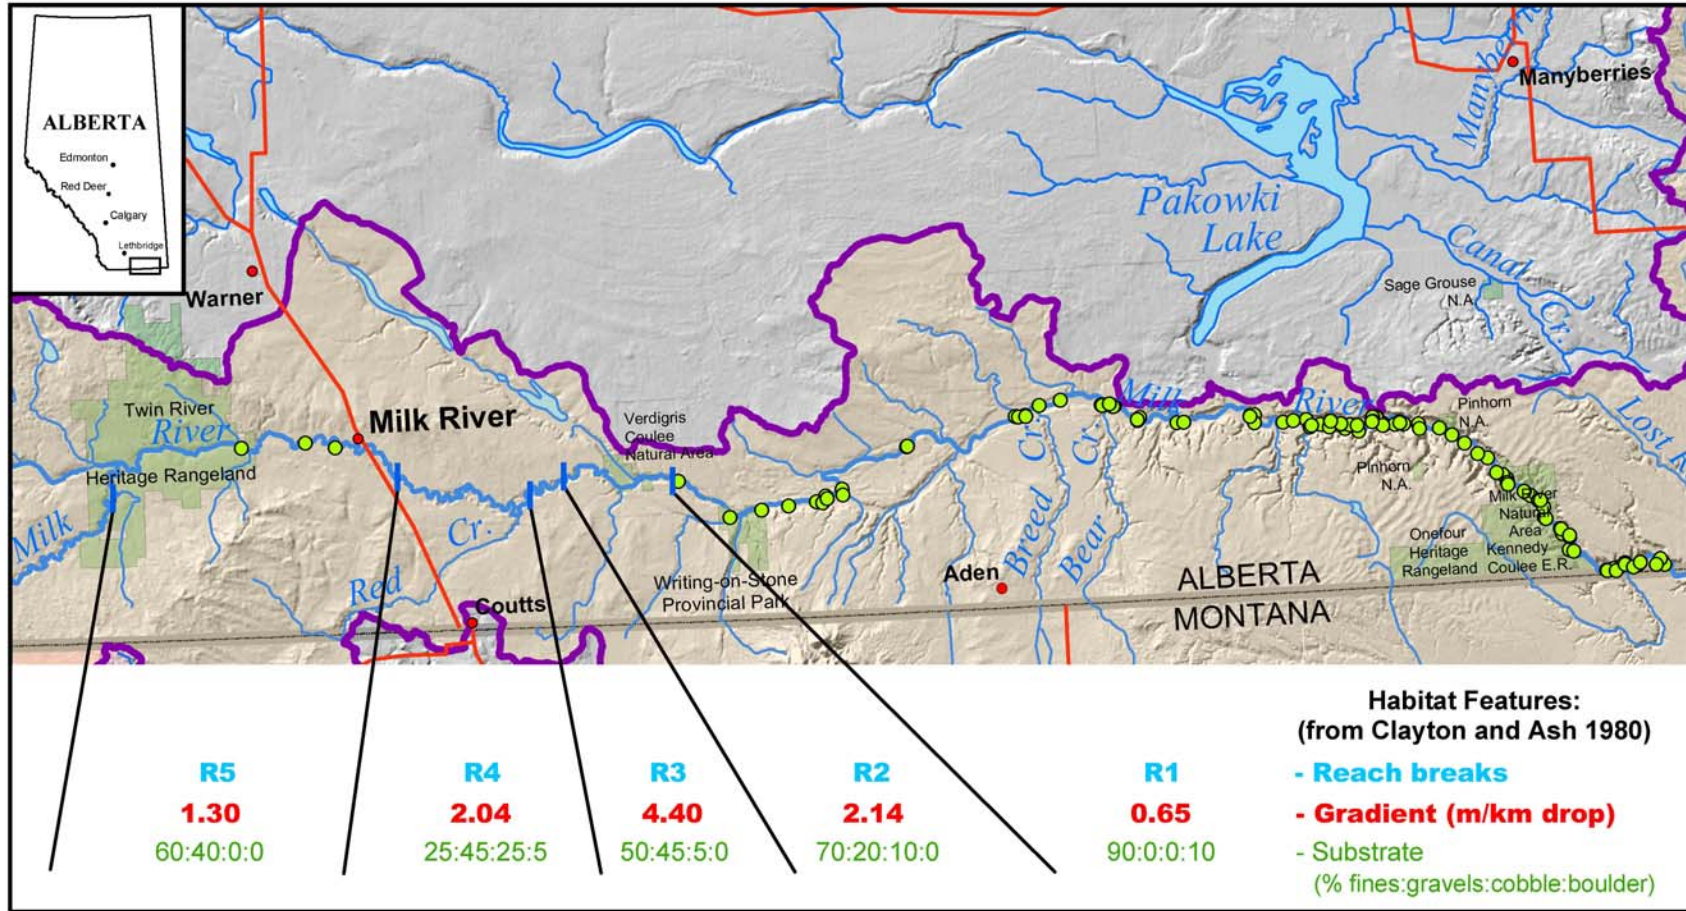 ALBERTA
Edmonton
Red Deer
Calgary
Lethbridge
Manyberries
Manyberries
Pakowki
Lake
Canal
Cr.
Sage Grouse
N.A.
Warner
Twin River
River
Heritage Rangeland
Milk
Milk River
Verdigris
Coulee
Natural Area
Milk
River
Pinhorn
N.A.
Pinhorn
N.A.
Lost R
Milk River
Natural
Area
Kennedy
Coulee E.R.
Onefour
Heritage
Rangeland
Cr.
Red
Coutts
Writing-on-Stone
Provincial Park
Aden
Cr.
Breed
Cr.
Bear
ALBERTA
MONTANA
Habitat Features:
(from Clayton and Ash 1980)
R5 R4 R3 R2 R1 - Reach breaks
1.30 2.04 4.40 2.14 0.65 - Gradient (m/km drop)
60:40:0:0 25:45:25:5 50:45:5:0 70:20:10:0 90:0:0:10 - Substrate
(% fines:gravels:cobble:boulder)